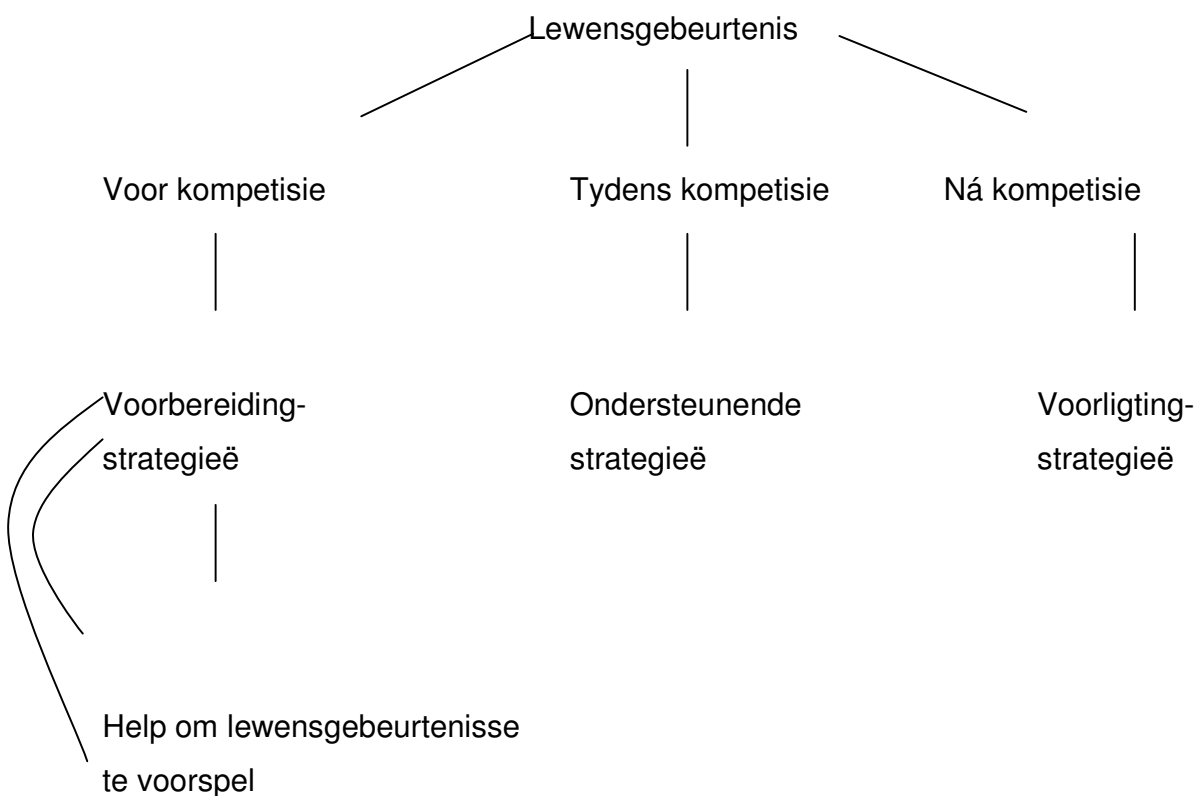 Lewensgebeurtenis
Voor kompetisie
Tydens kompetisie
Ná kompetisie
Voorbereiding-
strategieë
Ondersteunende
strategieë
Voorligting-
strategieë
Help om lewensgebeurtenisse
te voorspel